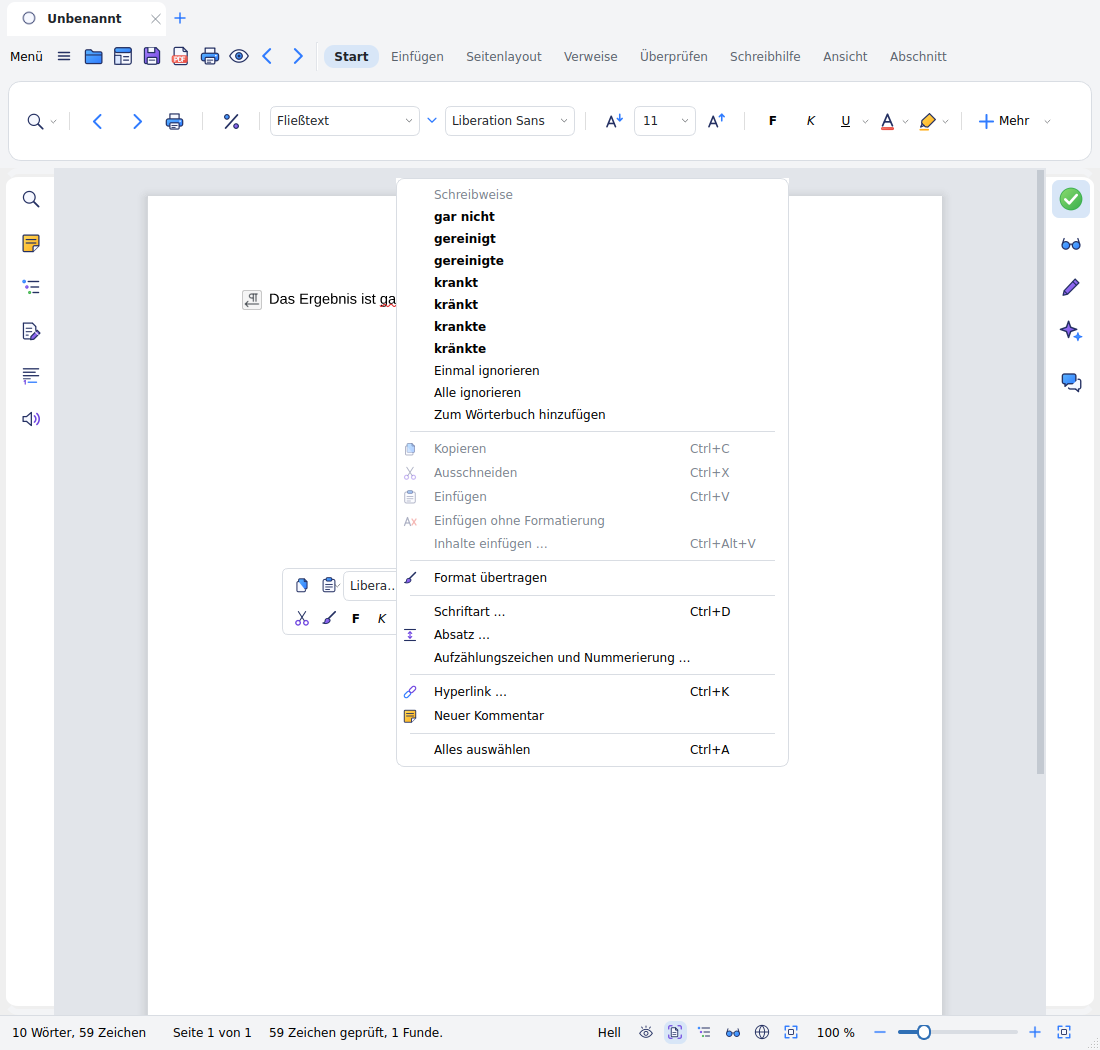 Unbenannt
Menü
PDF
Start Einfügen Seitenlayout Verweise Überprüfen Schreibhilfe Ansicht Abschnitt
Fließtext Liberation Sans A 11 A F K U A Mehr
Schreibweise
gar nicht
gereinigt
gereinigte
krankt
kränkt
krankte
kränkte
Einmal ignorieren
Alle ignorieren
Zum Wörterbuch hinzufügen
Das Ergebnis ist ga
Kopieren Ctrl+C
Ausschneiden Ctrl+X
Einfügen Ctrl+V
Einfügen ohne Formatierung
Inhalte einfügen ... Ctrl+Alt+V
Format übertragen
Libera...
F K
Schriftart ... Ctrl+D
Absatz ...
Aufzählungszeichen und Nummerierung ...
Hyperlink ... Ctrl+K
Neuer Kommentar
Alles auswählen Ctrl+A
10 Wörter, 59 Zeichen Seite 1 von 1 59 Zeichen geprüft, 1 Funde. Hell 100 %